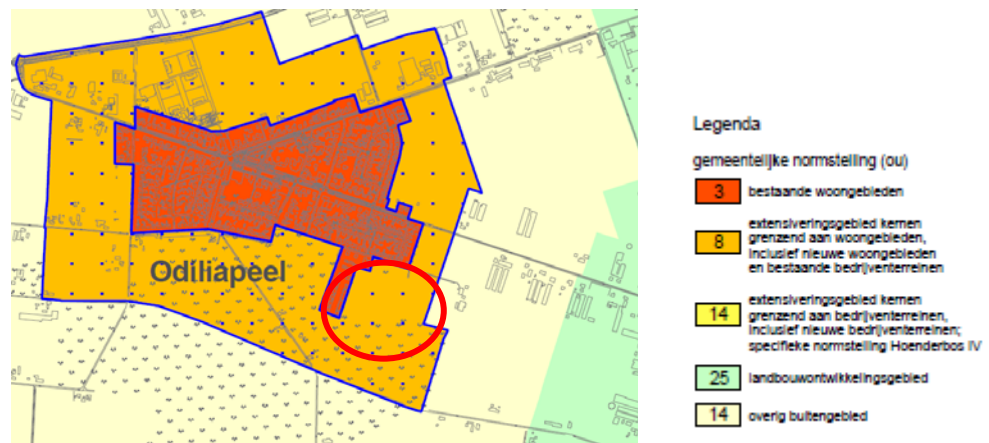 Odiliapeel
Legenda
gemeentelijke normstelling (ou)
3 bestaande woongebieden
8 extensiveringsgebied kernen
grenzend aan woongebieden,
inclusief nieuwe woongebieden
en bestaande bedrijventerreinen
14 extensiveringsgebied kernen
grenzend aan bedrijventerreinen,
inclusief nieuwe bedrijventerreinen;
specifieke normstelling Hoenderbos IV
25 landbouwontwikkelingsgebied
14 overig buitengebied